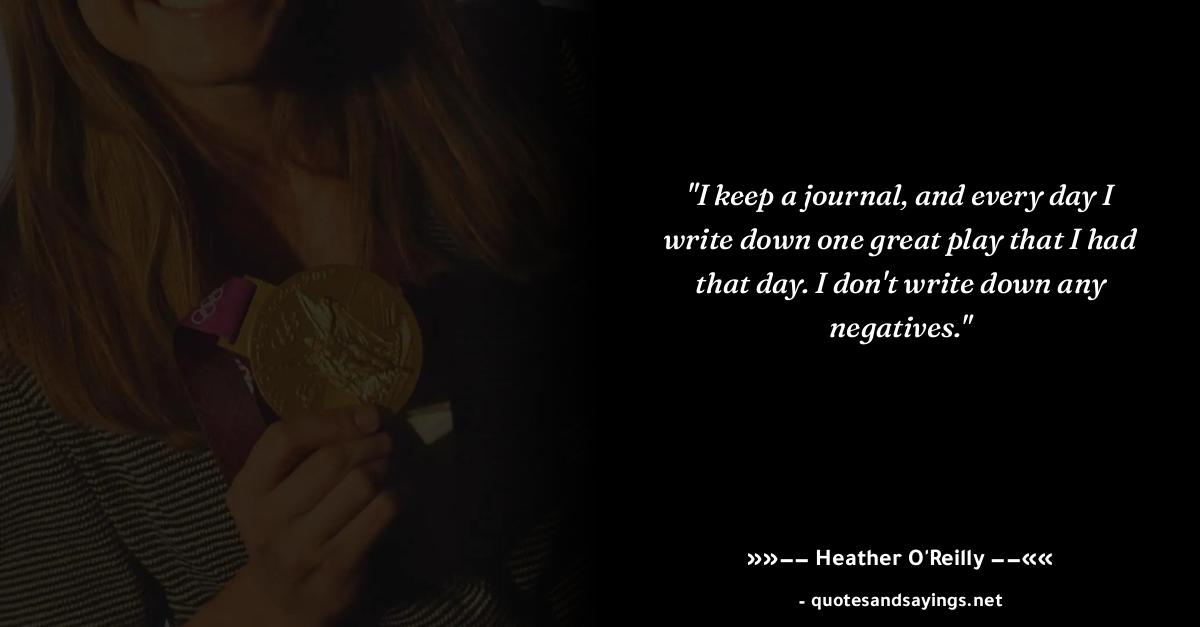 "I keep a journal, and every day I
write down one great play that I had
that day. I don't write down any
negatives."
»»–– Heather O'Reilly ––««
- quotesandsayings.net